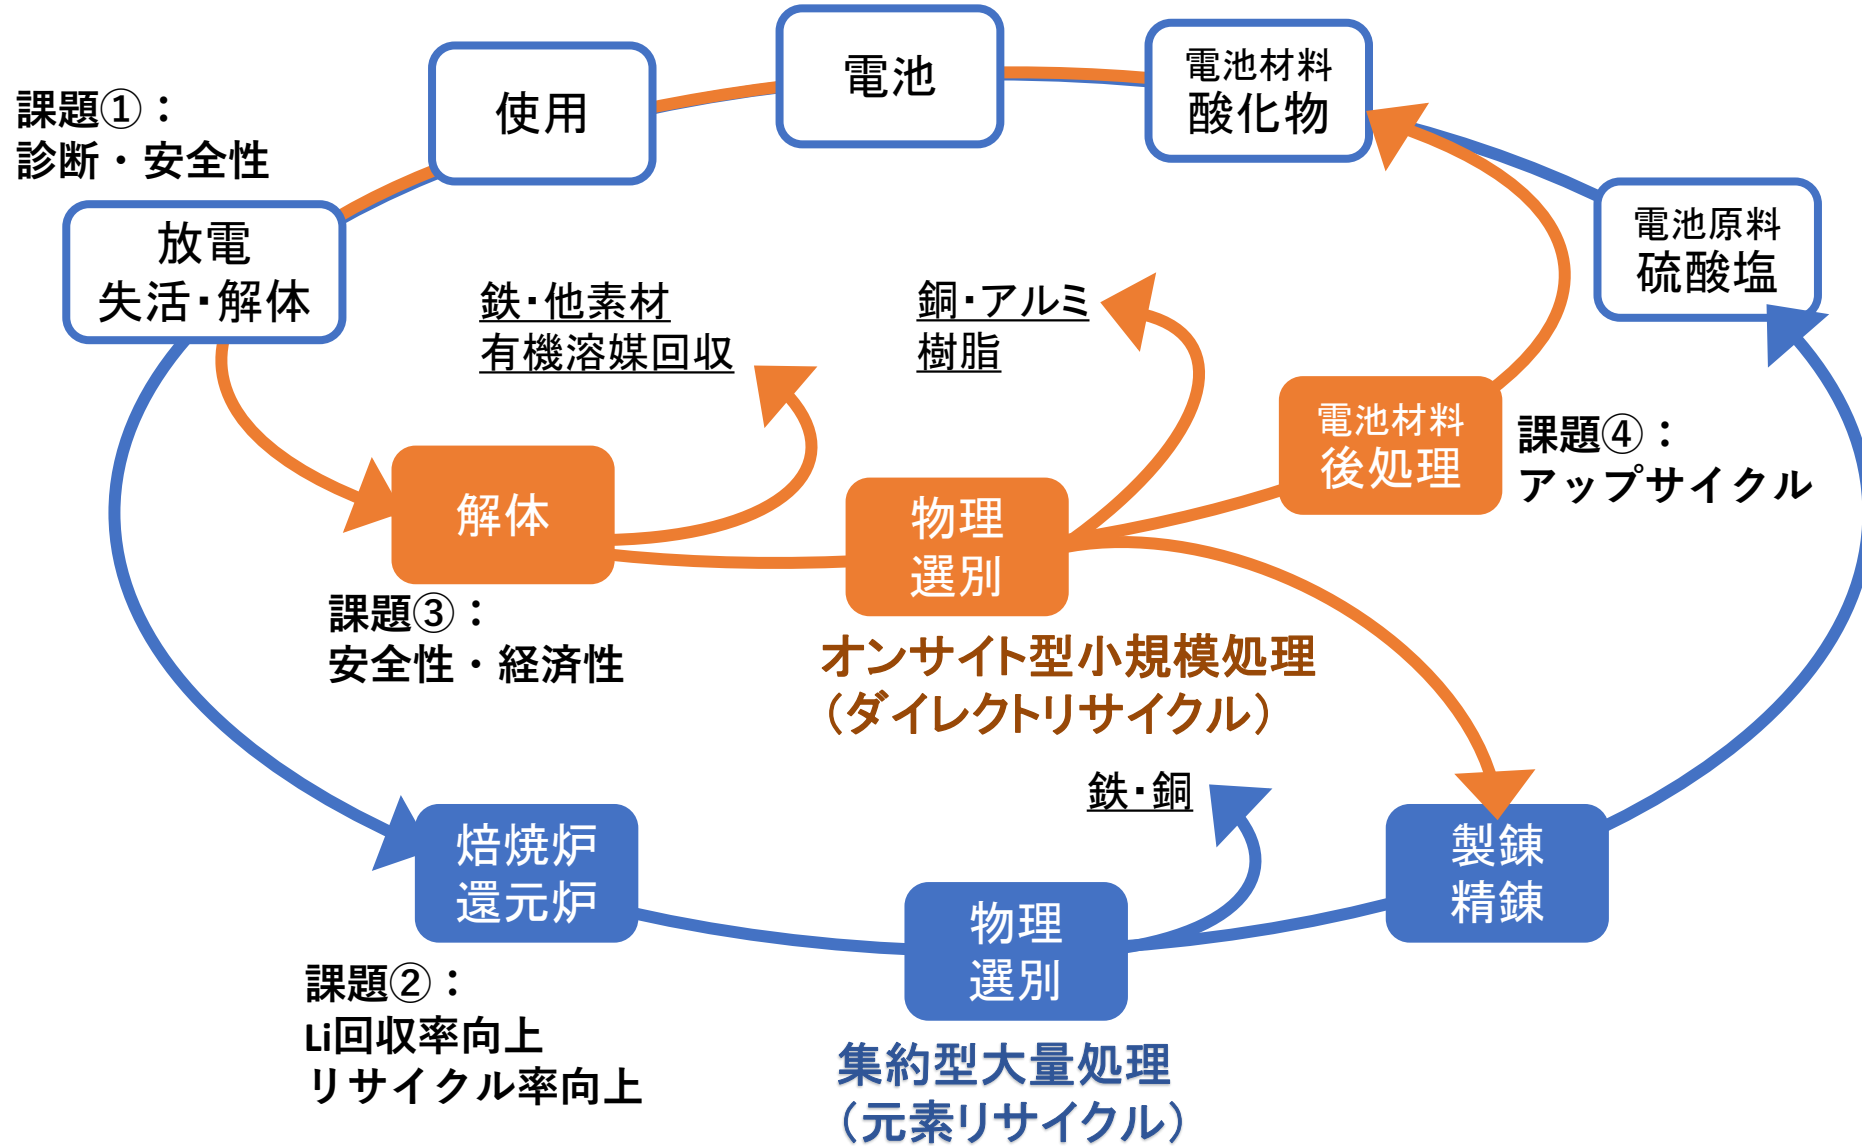 電池
電池材料
酸化物
使用
課題①：
診断・安全性
放電
失活・解体
電池原料
硫酸塩
鉄・他素材
有機溶媒回収
銅・アルミ
樹脂
電池材料
後処理
課題④：
アップサイクル
解体
物理
選別
課題③：
安全性・経済性
オンサイト型小規模処理
（ダイレクトリサイクル）
鉄・銅
焙焼炉
還元炉
製錬
精錬
物理
選別
課題②：
Li回収率向上
リサイクル率向上
集約型大量処理
（元素リサイクル）